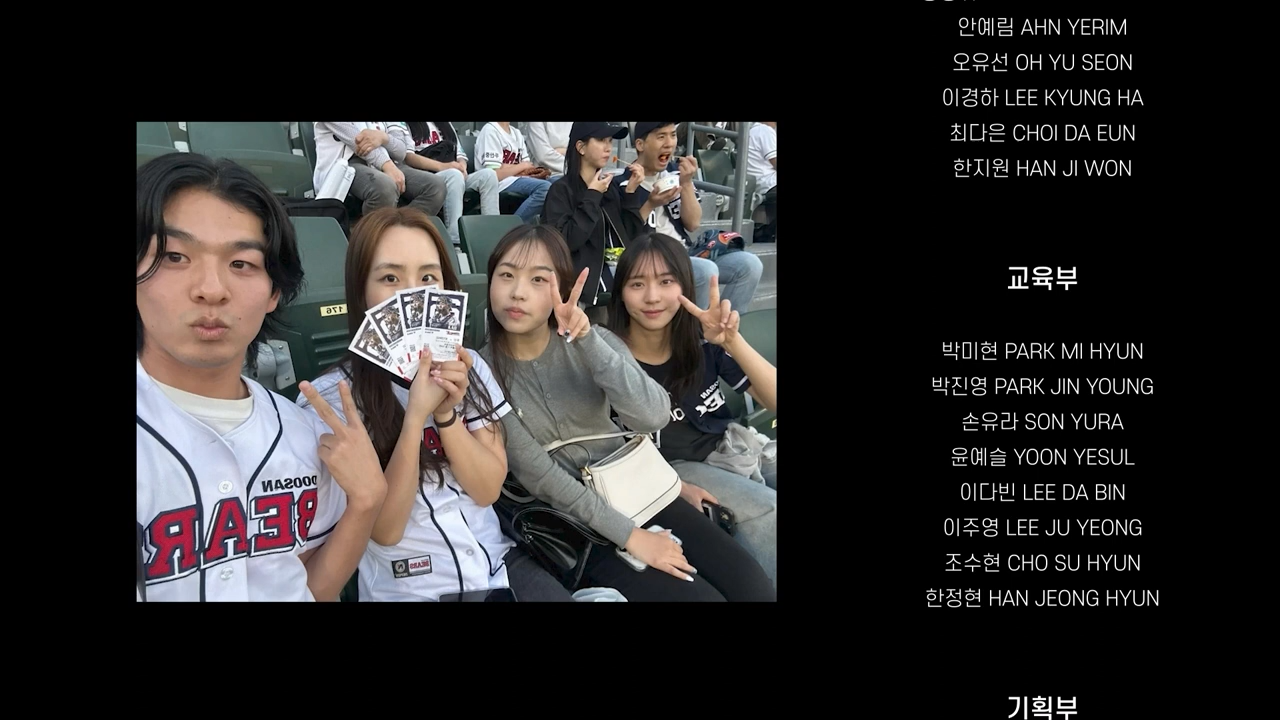 안예림 AHN YERIM
오유선 OH YU SEON
이경하 LEE KYUNG HA
최다은 CHOI DA EUN
한지원 HAN JI WON
교육부
박미현 PARK MI HYUN
박진영 PARK JIN YOUNG
손유라 SON YURA
윤예슬 YOON YESUL
이다빈 LEE DA BIN
이주영 LEE JU YEONG
조수현 CHO SU HYUN
한정현 HAN JEONG HYUN
기획부
176
DOOSAN
BEAR
BEARS